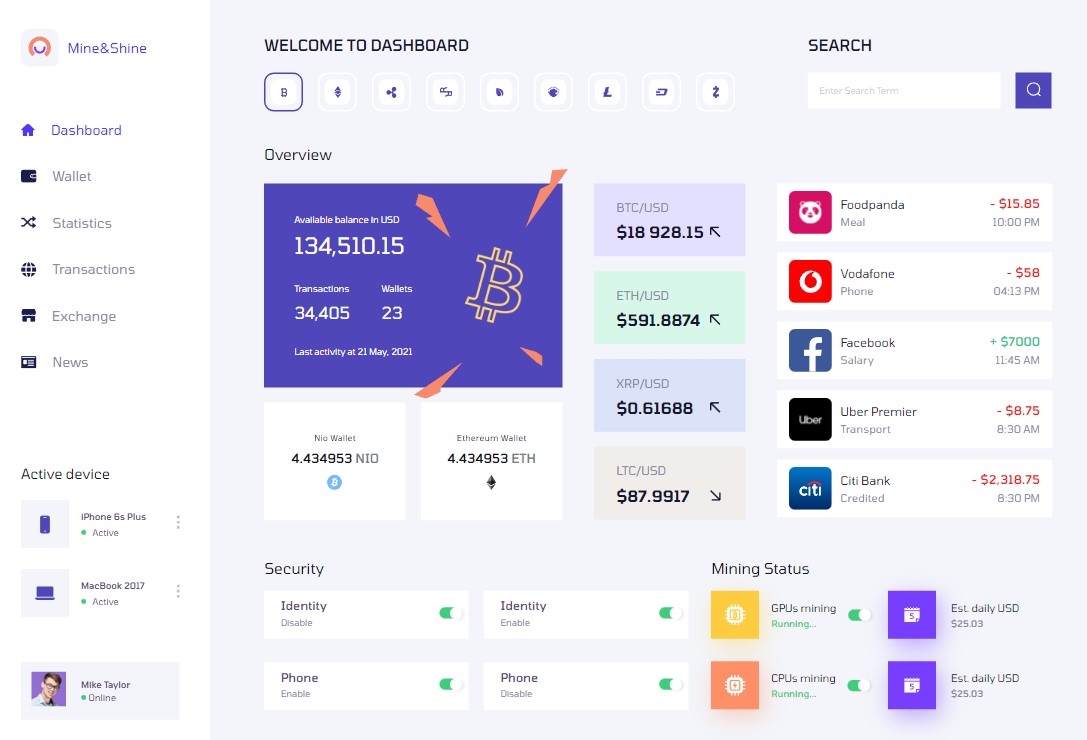 Mine&Shine
Dashboard
Wallet
Statistics
Transactions
Exchange
News
Active device
iPhone 6s Plus
Active
MacBook 2017
Active
Mike Taylor
Online
WELCOME TO DASHBOARD
SEARCH
Enter Search Term
Overview
Available balance in USD
134,510.15
Transactions Wallets
34,405 23
Last activity at 21 May, 2021
Nio Wallet
4.434953 NIO
Ethereum Wallet
4.434953 ETH
BTC/USD
$18 928.15
ETH/USD
$591.8874
XRP/USD
$0.61688
LTC/USD
$87.9917
Foodpanda - $15.85
Meal 10:00 PM
Vodafone - $58
Phone 04:13 PM
Facebook + $7000
Salary 11:45 AM
Uber
Uber Premier - $8.75
Transport 8:30 AM
citi
Citi Bank - $2,318.75
Credited 8:30 PM
Security
Identity
Disable
Identity
Enable
Phone
Enable
Phone
Disable
Mining Status
GPUs mining
Running...
5
Est. daily USD
$25.03
CPUs mining
Running...
5
Est. daily USD
$25.03